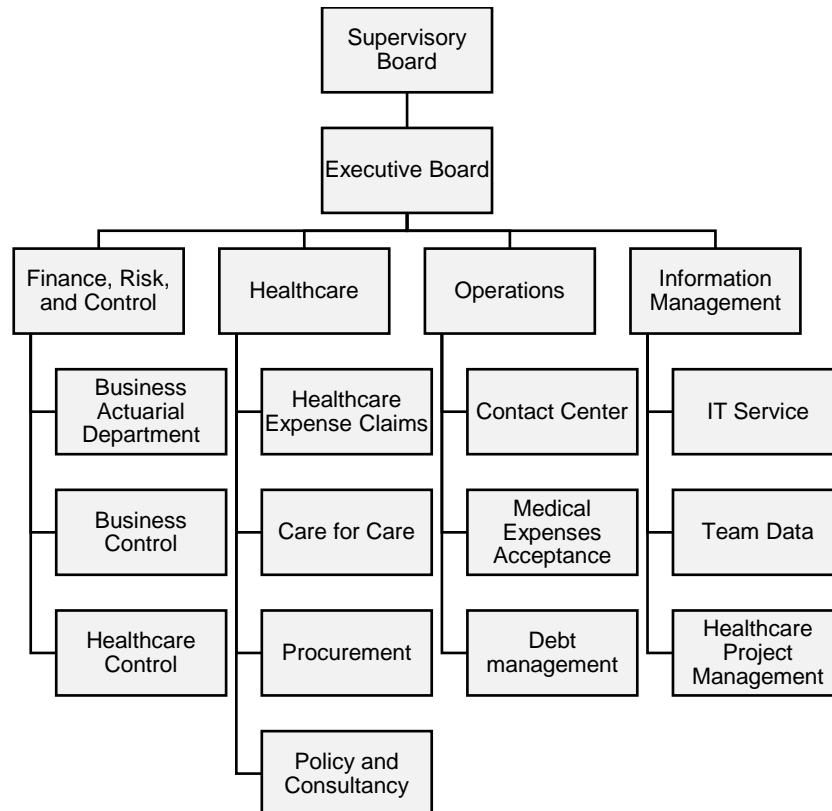 Supervisory
Board
Executive Board
Finance, Risk,
and Control
Healthcare
Operations
Information
Management
Business
Actuarial
Department
Healthcare
Expense Claims
Contact Center
IT Service
Business
Control
Care for Care
Medical
Expenses
Acceptance
Team Data
Healthcare
Control
Procurement
Debt
management
Healthcare
Project
Management
Policy and
Consultancy